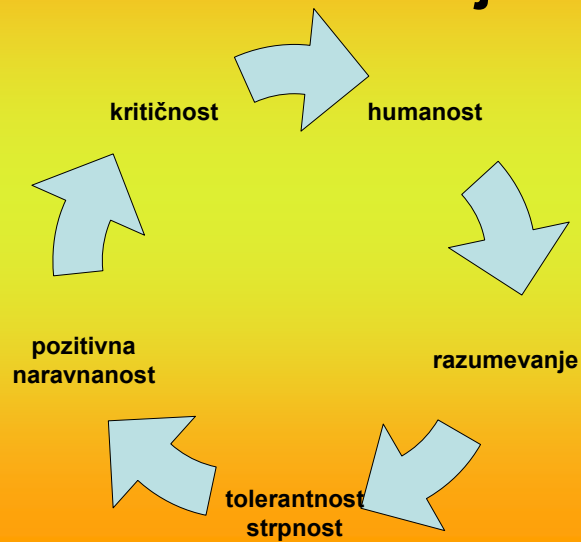 kritičnost
humanost
razumevanje
tolerantnost
strpnost
pozitivna
naravnanost